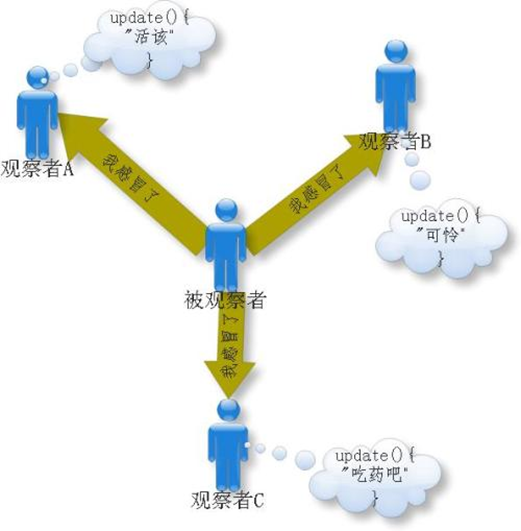 update(){
"活该"
}
观察者A
观察者B
我感冒了
我感冒了
update(){
"可怜"
}
被观察者
我感冒了
观察者C
update(){
"吃药吧"
}